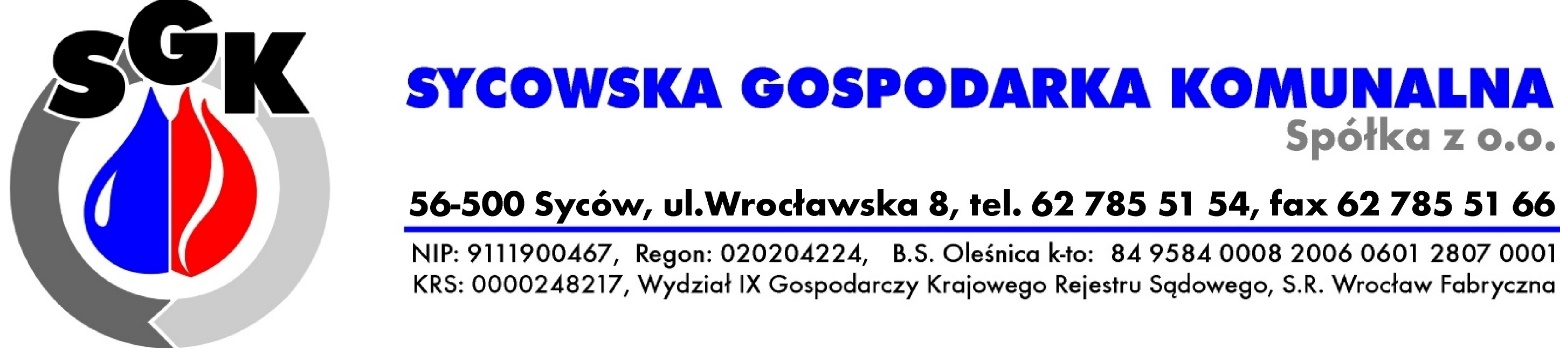 SGK
SYCOWSKA GOSPODARKA KOMUNALNA
Spółka z o.o.
56-500 Syców, ul.Wrocławska 8, tel. 62 785 51 54, fax 62 785 51 66
NIP: 9111900467, Regon: 020204224, B.S. Oleśnica k-to: 84 9584 0008 2006 0601 2807 0001
KRS: 0000248217, Wydział IX Gospodarczy Krajowego Rejestru Sądowego, S.R. Wrocław Fabryczna